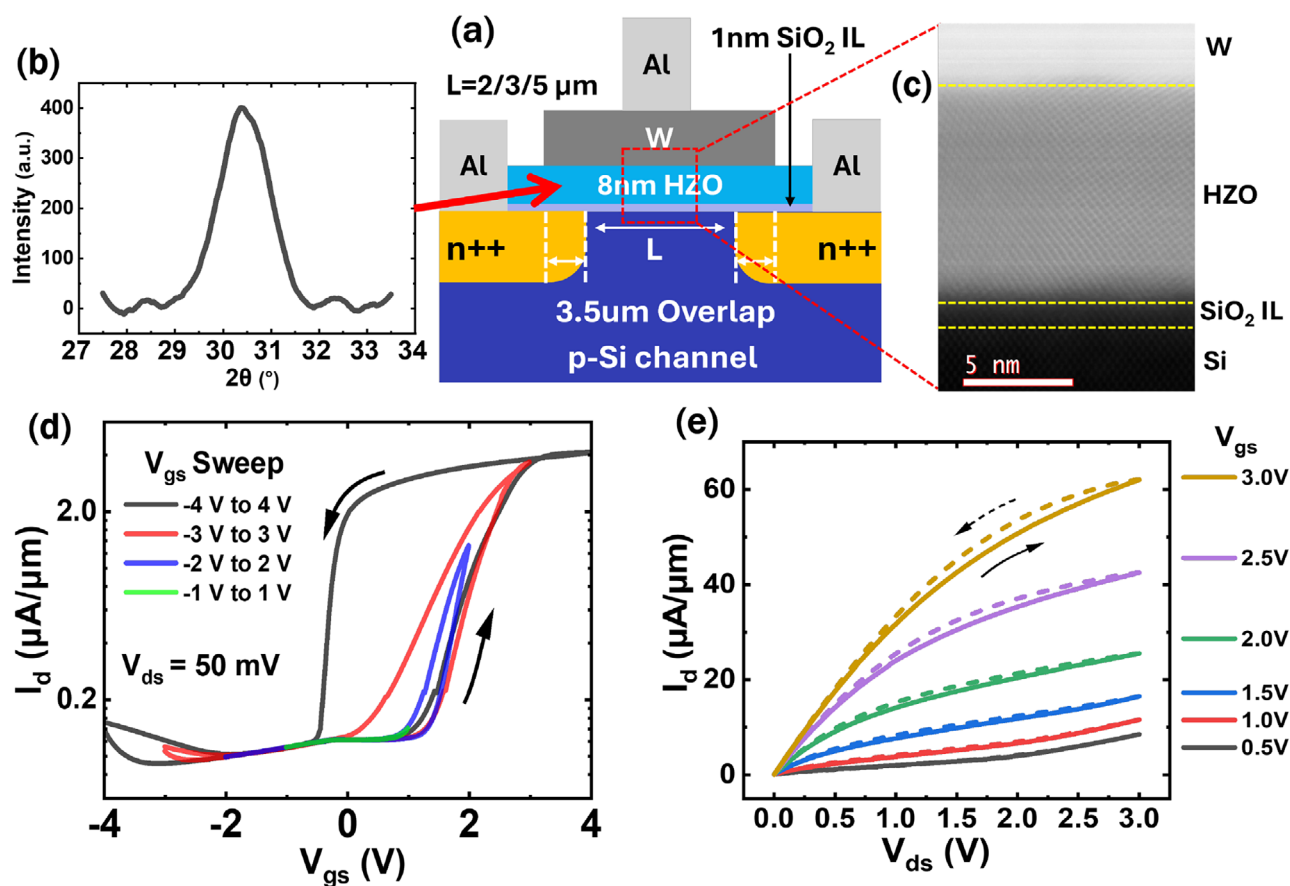 (b)
Intensity (a.u.)
400
300
200
100
0
27 28 29 30 31 32 33 34
2θ (°)
(a)
L=2/3/5 µm
1nm SiO₂ IL
Al
W
Al
Al
8nm HZO
n++
L
n++
3.5um Overlap
p-Si channel
(c)
W
HZO
SiO₂ IL
Si
5 nm
(d)
Vgs Sweep
-4 V to 4 V
-3 V to 3 V
-2 V to 2 V
-1 V to 1 V
Vds = 50 mV
Id (µA/µm)
2.0
0.2
-4 -2 0 2 4
Vgs (V)
(e)
Id (µA/µm)
60
40
20
0
0.0 0.5 1.0 1.5 2.0 2.5 3.0
Vds (V)
Vgs
3.0V
2.5V
2.0V
1.5V
1.0V
0.5V